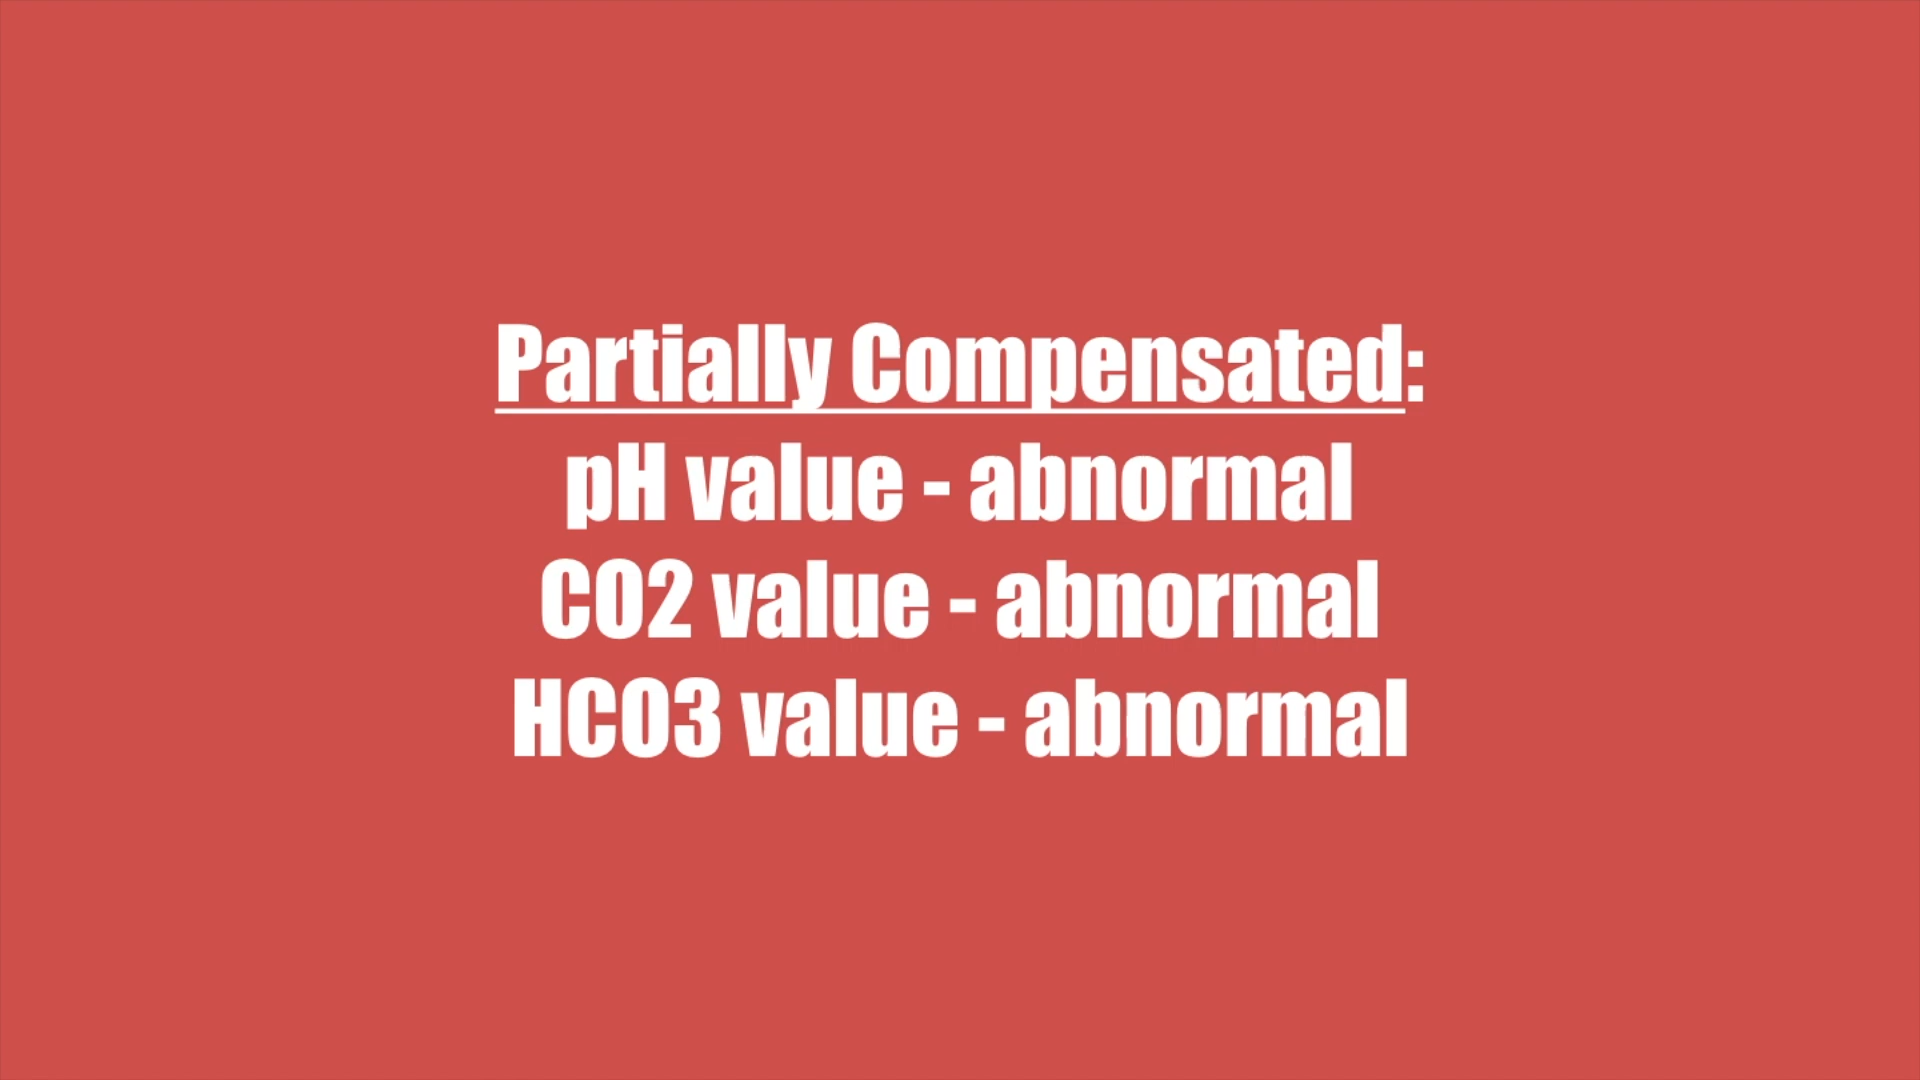 Partially Compensated:
pH value - abnormal
CO2 value - abnormal
HCO3 value - abnormal